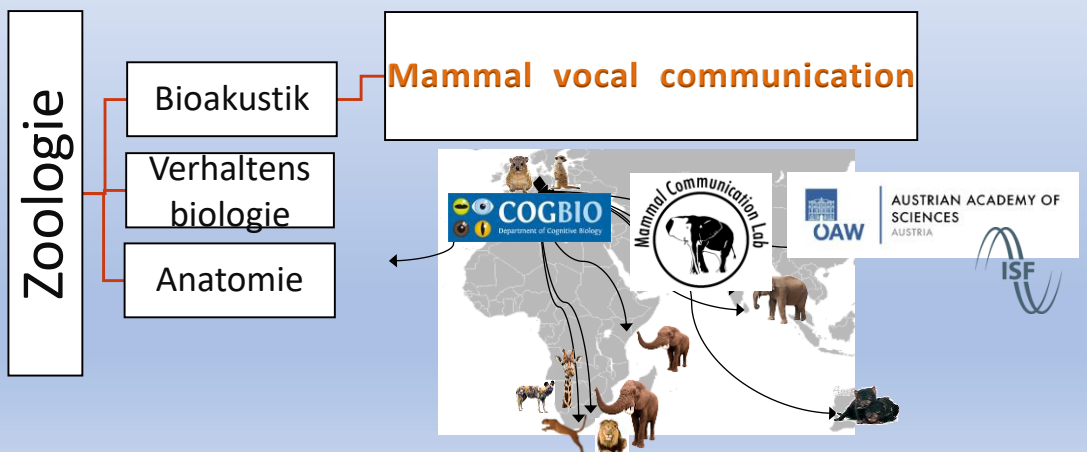 Zoologie
Bioakustik
Verhaltens
biologie
Anatomie
Mammal vocal communication
COGBIO
Department of Cognitive Biology
Mammal Communication Lab
ÖAW
AUSTRIAN ACADEMY OF
SCIENCES
AUSTRIA
ISF